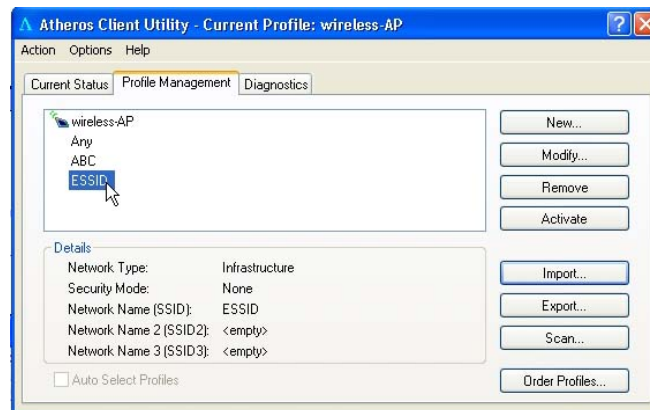 Atheros Client Utility - Current Profile: wireless-AP
Action Options Help
Current Status Profile Management Diagnostics
wireless-AP
Any
ABC
ESSID
New...
Modify...
Remove
Activate
Details
Network Type: Infrastructure
Security Mode: None
Network Name (SSID): ESSID
Network Name 2 (SSID2): <empty>
Network Name 3 (SSID3): <empty>
Auto Select Profiles
Import...
Export...
Scan...
Order Profiles...